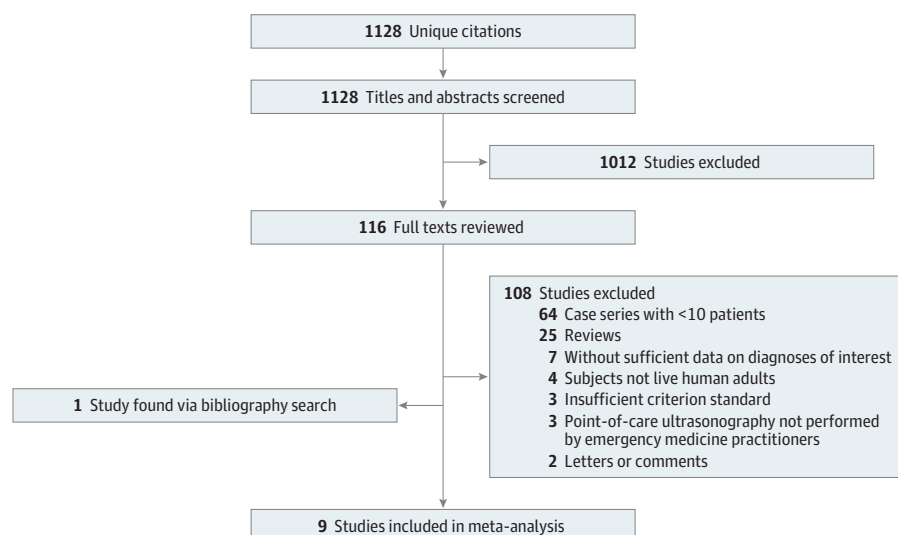 1128 Unique citations
1128 Titles and abstracts screened
1012 Studies excluded
116 Full texts reviewed
108 Studies excluded
64 Case series with <10 patients
25 Reviews
7 Without sufficient data on diagnoses of interest
4 Subjects not live human adults
3 Insufficient criterion standard
3 Point-of-care ultrasonography not performed
by emergency medicine practitioners
2 Letters or comments
1 Study found via bibliography search
9 Studies included in meta-analysis